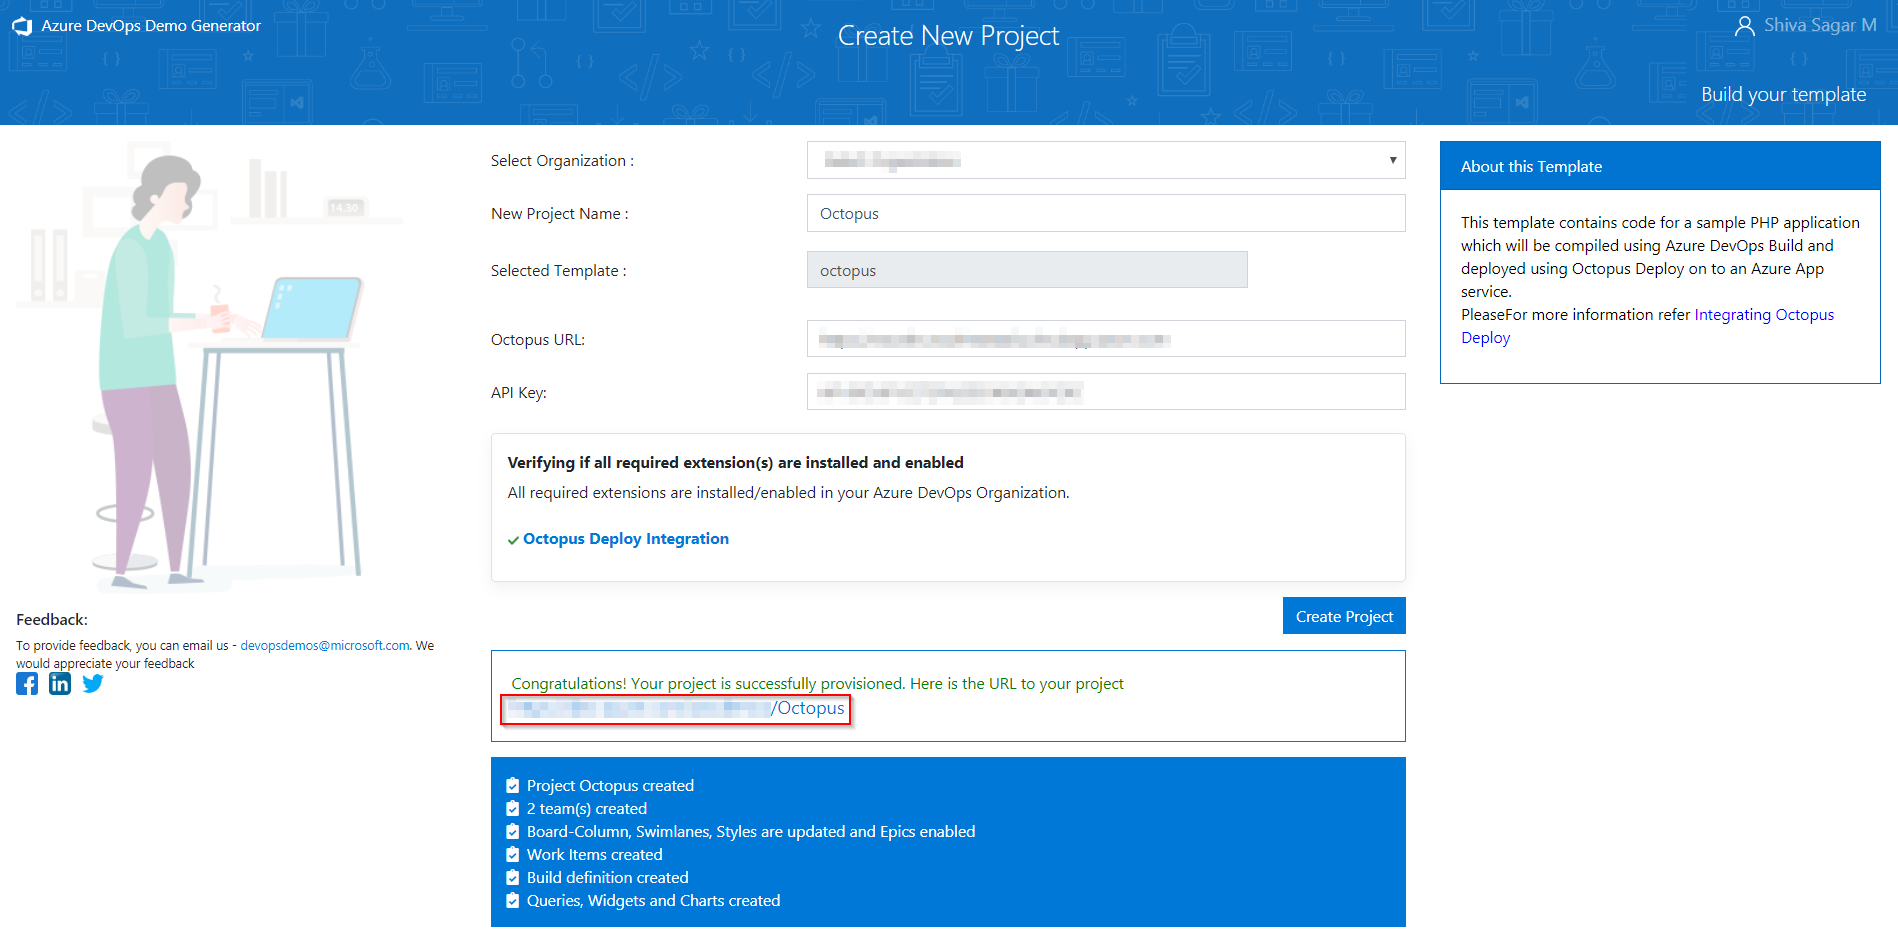 Azure DevOps Demo Generator
Create New Project
Shiva Sagar M
Build your template
14.30
Select Organization :
New Project Name :
Octopus
Selected Template :
octopus
Octopus URL:
API Key:
Verifying if all required extension(s) are installed and enabled
All required extensions are installed/enabled in your Azure DevOps Organization.
Octopus Deploy Integration
Create Project
Congratulations! Your project is successfully provisioned. Here is the URL to your project
/Octopus
Project Octopus created
2 team(s) created
Board-Column, Swimlanes, Styles are updated and Epics enabled
Work Items created
Build definition created
Queries, Widgets and Charts created
About this Template
This template contains code for a sample PHP application
which will be compiled using Azure DevOps Build and
deployed using Octopus Deploy on to an Azure App
service.
PleaseFor more information refer Integrating Octopus
Deploy
Feedback:
To provide feedback, you can email us - devopsdemos@microsoft.com. We
would appreciate your feedback